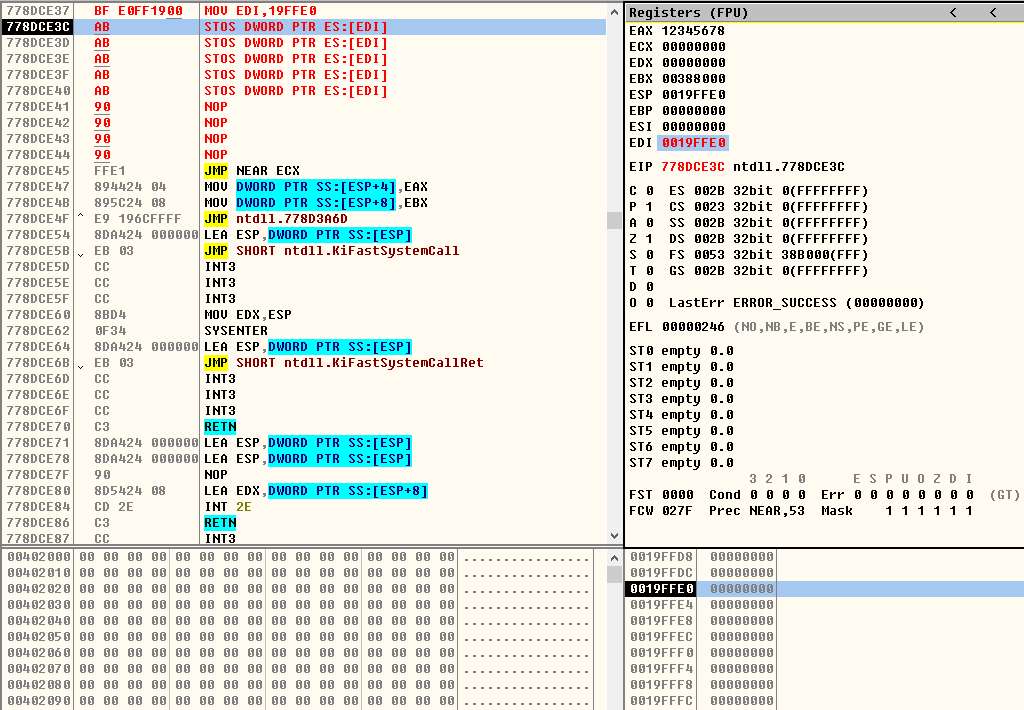 778DCE37 BF E0FF1900 MOV EDI,19FFE0
778DCE3C AB STOS DWORD PTR ES:[EDI]
778DCE3D AB STOS DWORD PTR ES:[EDI]
778DCE3E AB STOS DWORD PTR ES:[EDI]
778DCE3F AB STOS DWORD PTR ES:[EDI]
778DCE40 AB STOS DWORD PTR ES:[EDI]
778DCE41 90 NOP
778DCE42 90 NOP
778DCE43 90 NOP
778DCE44 90 NOP
778DCE45 FFE1 JMP NEAR ECX
778DCE47 894424 04 MOV DWORD PTR SS:[ESP+4],EAX
778DCE4B 895C24 08 MOV DWORD PTR SS:[ESP+8],EBX
778DCE4F ^ E9 196CFFFF JMP ntdll.778D3A6D
778DCE54 8DA424 000000 LEA ESP,DWORD PTR SS:[ESP]
778DCE5B ⌄ EB 03 JMP SHORT ntdll.KiFastSystemCall
778DCE5D CC INT3
778DCE5E CC INT3
778DCE5F CC INT3
778DCE60 8BD4 MOV EDX,ESP
778DCE62 0F34 SYSENTER
778DCE64 8DA424 000000 LEA ESP,DWORD PTR SS:[ESP]
778DCE6B ⌄ EB 03 JMP SHORT ntdll.KiFastSystemCallRet
778DCE6D CC INT3
778DCE6E CC INT3
778DCE6F CC INT3
778DCE70 C3 RETN
778DCE71 8DA424 000000 LEA ESP,DWORD PTR SS:[ESP]
778DCE78 8DA424 000000 LEA ESP,DWORD PTR SS:[ESP]
778DCE7F 90 NOP
778DCE80 8D5424 08 LEA EDX,DWORD PTR SS:[ESP+8]
778DCE84 CD 2E INT 2E
778DCE86 C3 RETN
778DCE87 CC INT3
Registers (FPU) < <
EAX 12345678
ECX 00000000
EDX 00000000
EBX 00388000
ESP 0019FFE0
EBP 00000000
ESI 00000000
EDI 0019FFE0
EIP 778DCE3C ntdll.778DCE3C
C 0 ES 002B 32bit 0(FFFFFFFF)
P 1 CS 0023 32bit 0(FFFFFFFF)
A 0 SS 002B 32bit 0(FFFFFFFF)
Z 1 DS 002B 32bit 0(FFFFFFFF)
S 0 FS 0053 32bit 38B000(FFF)
T 0 GS 002B 32bit 0(FFFFFFFF)
D 0
O 0 LastErr ERROR_SUCCESS (00000000)
EFL 00000246 (NO,NB,E,BE,NS,PE,GE,LE)
ST0 empty 0.0
ST1 empty 0.0
ST2 empty 0.0
ST3 empty 0.0
ST4 empty 0.0
ST5 empty 0.0
ST6 empty 0.0
ST7 empty 0.0
3 2 1 0 E S P U O Z D I
FST 0000 Cond 0 0 0 0 Err 0 0 0 0 0 0 0 0 (GT)
FCW 027F Prec NEAR,53 Mask 1 1 1 1 1 1
00402000 00 00 00 00 00 00 00 00 00 00 00 00 00 00 00 00 ................
00402010 00 00 00 00 00 00 00 00 00 00 00 00 00 00 00 00 ................
00402020 00 00 00 00 00 00 00 00 00 00 00 00 00 00 00 00 ................
00402030 00 00 00 00 00 00 00 00 00 00 00 00 00 00 00 00 ................
00402040 00 00 00 00 00 00 00 00 00 00 00 00 00 00 00 00 ................
00402050 00 00 00 00 00 00 00 00 00 00 00 00 00 00 00 00 ................
00402060 00 00 00 00 00 00 00 00 00 00 00 00 00 00 00 00 ................
00402070 00 00 00 00 00 00 00 00 00 00 00 00 00 00 00 00 ................
00402080 00 00 00 00 00 00 00 00 00 00 00 00 00 00 00 00 ................
00402090 00 00 00 00 00 00 00 00 00 00 00 00 00 00 00 00 ................
0019FFD8 00000000
0019FFDC 00000000
0019FFE0 00000000
0019FFE4 00000000
0019FFE8 00000000
0019FFEC 00000000
0019FFF0 00000000
0019FFF4 00000000
0019FFF8 00000000
0019FFFC 00000000